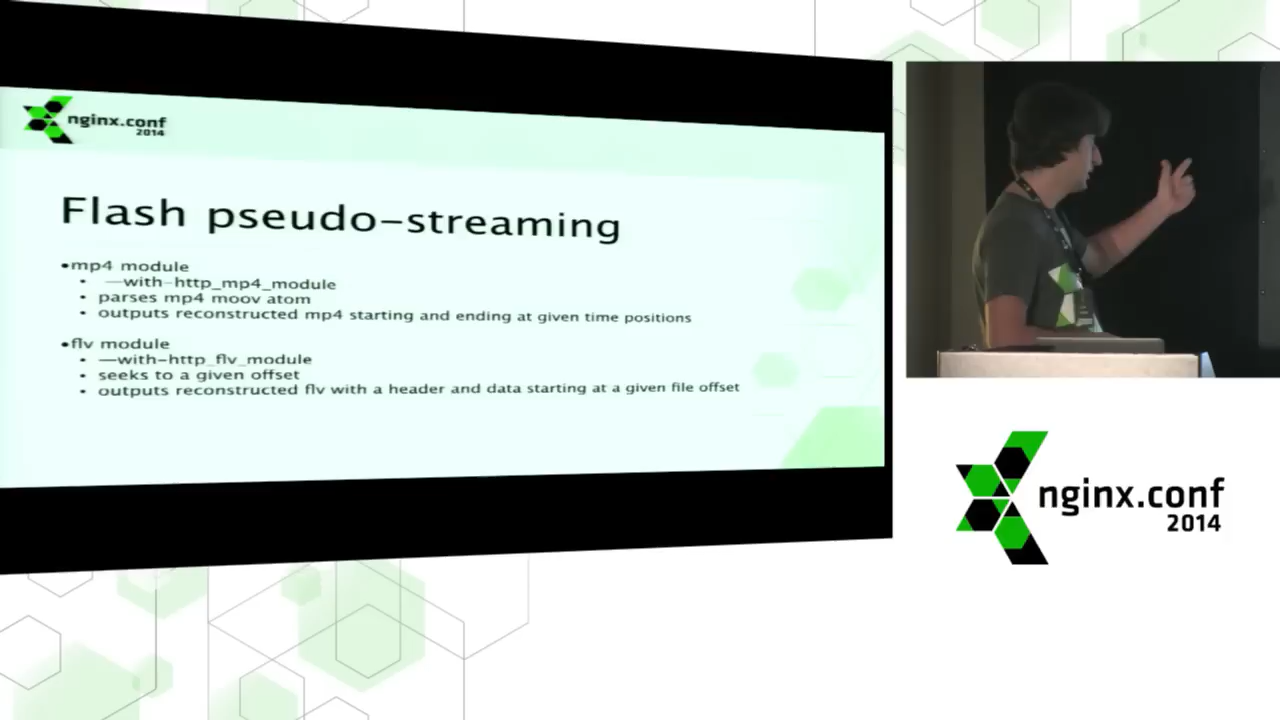 nginx.conf
2014
Flash pseudo-streaming
•mp4 module
• —with-http_mp4_module
• parses mp4 moov atom
• outputs reconstructed mp4 starting and ending at given time positions
•flv module
• —with-http_flv_module
• seeks to a given offset
• outputs reconstructed flv with a header and data starting at a given file offset
nginx.conf
2014